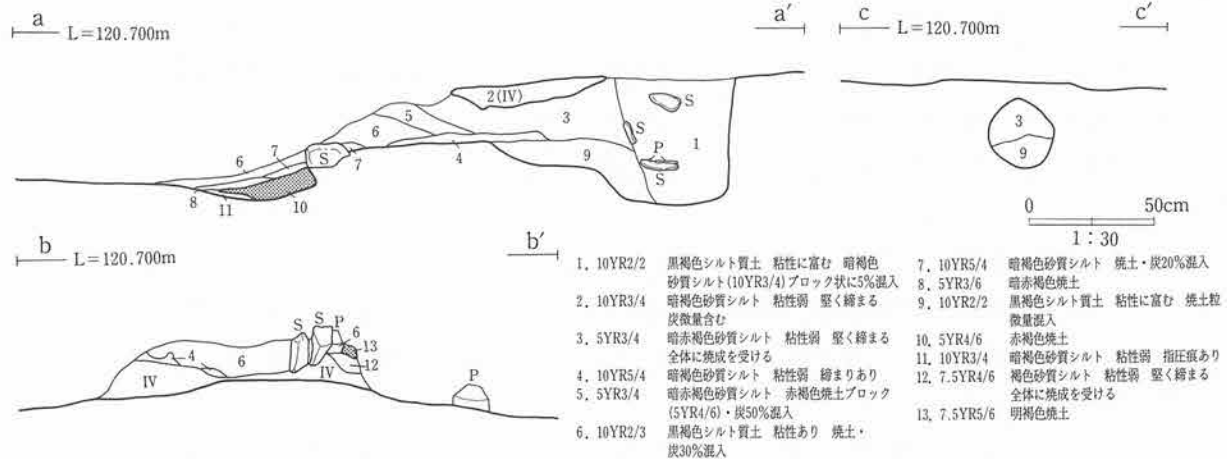 a
a′
L=120.700m
c
c′
L=120.700m
2(IV)
5
3
S
6
S
1
7
6
S
7
4
9
P
S
8
11
10
3
9
0 50cm
1:30
b
b′
L=120.700m
S S P
6
13
12
4
6
IV
IV
P
1. 10YR2/2 黒褐色シルト質土 粘性に富む 暗褐色
砂質シルト(10YR3/4)ブロック状に5%混入
2. 10YR3/4 暗褐色砂質シルト 粘性弱 堅く締まる
炭微量含む
3. 5YR3/4 暗赤褐色砂質シルト 粘性弱 堅く締まる
全体に焼成を受ける
4. 10YR5/4 暗褐色砂質シルト 粘性弱 締まりあり
5. 5YR3/4 暗赤褐色砂質シルト 赤褐色焼土ブロック
(5YR4/6)・炭50%混入
6. 10YR2/3 黒褐色シルト質土 粘性あり 焼土・
炭30%混入
7. 10YR5/4 暗褐色砂質シルト 焼土・炭20%混入
8. 5YR3/6 暗赤褐色焼土
9. 10YR2/2 黒褐色シルト質土 粘性に富む 焼土粒
微量混入
10. 5YR4/6 赤褐色焼土
11. 10YR3/4 暗褐色砂質シルト 粘性弱 指圧痕あり
12. 7.5YR4/6 褐色砂質シルト 粘性弱 堅く締まる
全体に焼成を受ける
13. 7.5YR5/6 明褐色焼土